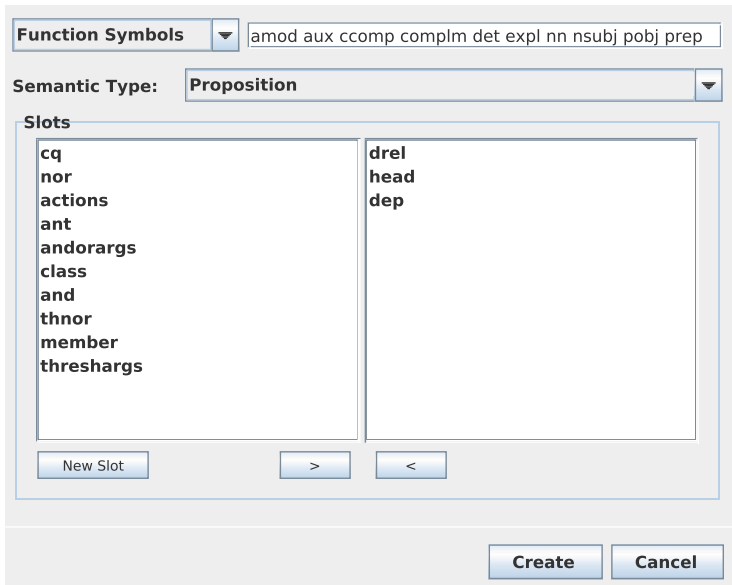 Function Symbols amod aux ccomp complm det expl nn nsubj pobj prep
Semantic Type: Proposition
Slots
cq
nor
actions
ant
andorargs
class
and
thnor
member
threshargs
drel
head
dep
New Slot > <
Create Cancel